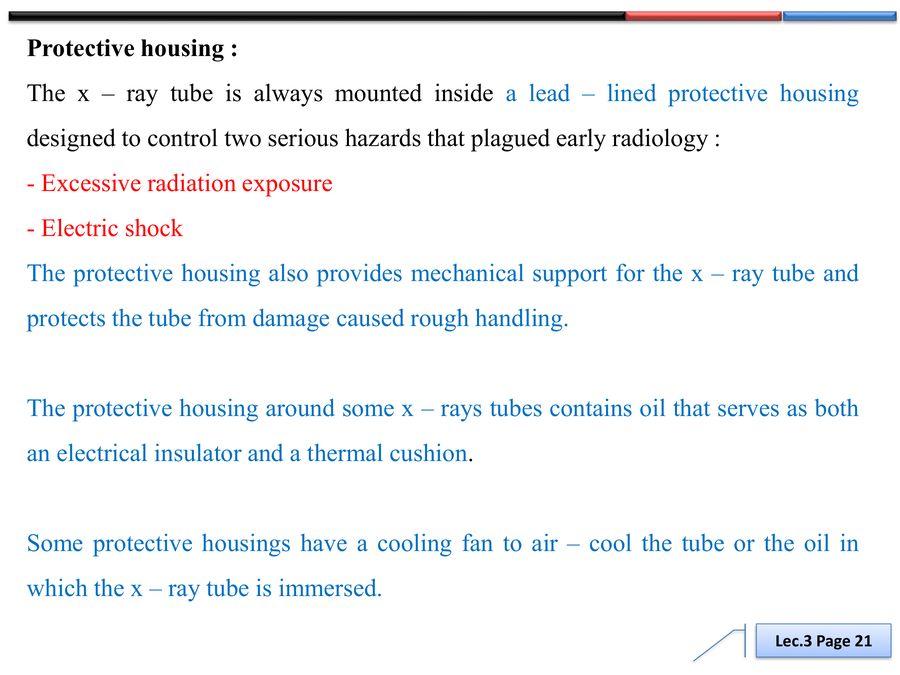 Protective housing :
The x – ray tube is always mounted inside a lead – lined protective housing
designed to control two serious hazards that plagued early radiology :
- Excessive radiation exposure
- Electric shock
The protective housing also provides mechanical support for the x – ray tube and
protects the tube from damage caused rough handling.
The protective housing around some x – rays tubes contains oil that serves as both
an electrical insulator and a thermal cushion.
Some protective housings have a cooling fan to air – cool the tube or the oil in
which the x – ray tube is immersed.
Lec.3 Page 21